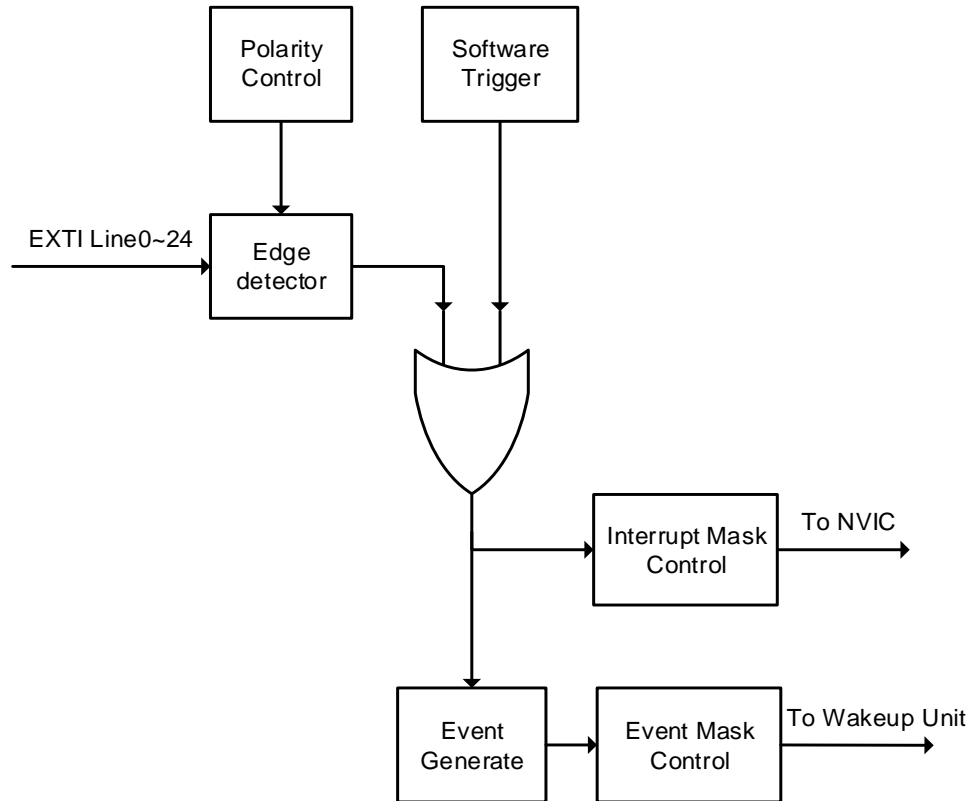 Polarity
Control
Software
Trigger
EXTI Line0~24
Edge
detector
Interrupt Mask
Control
To NVIC
Event
Generate
Event Mask
Control
To Wakeup Unit